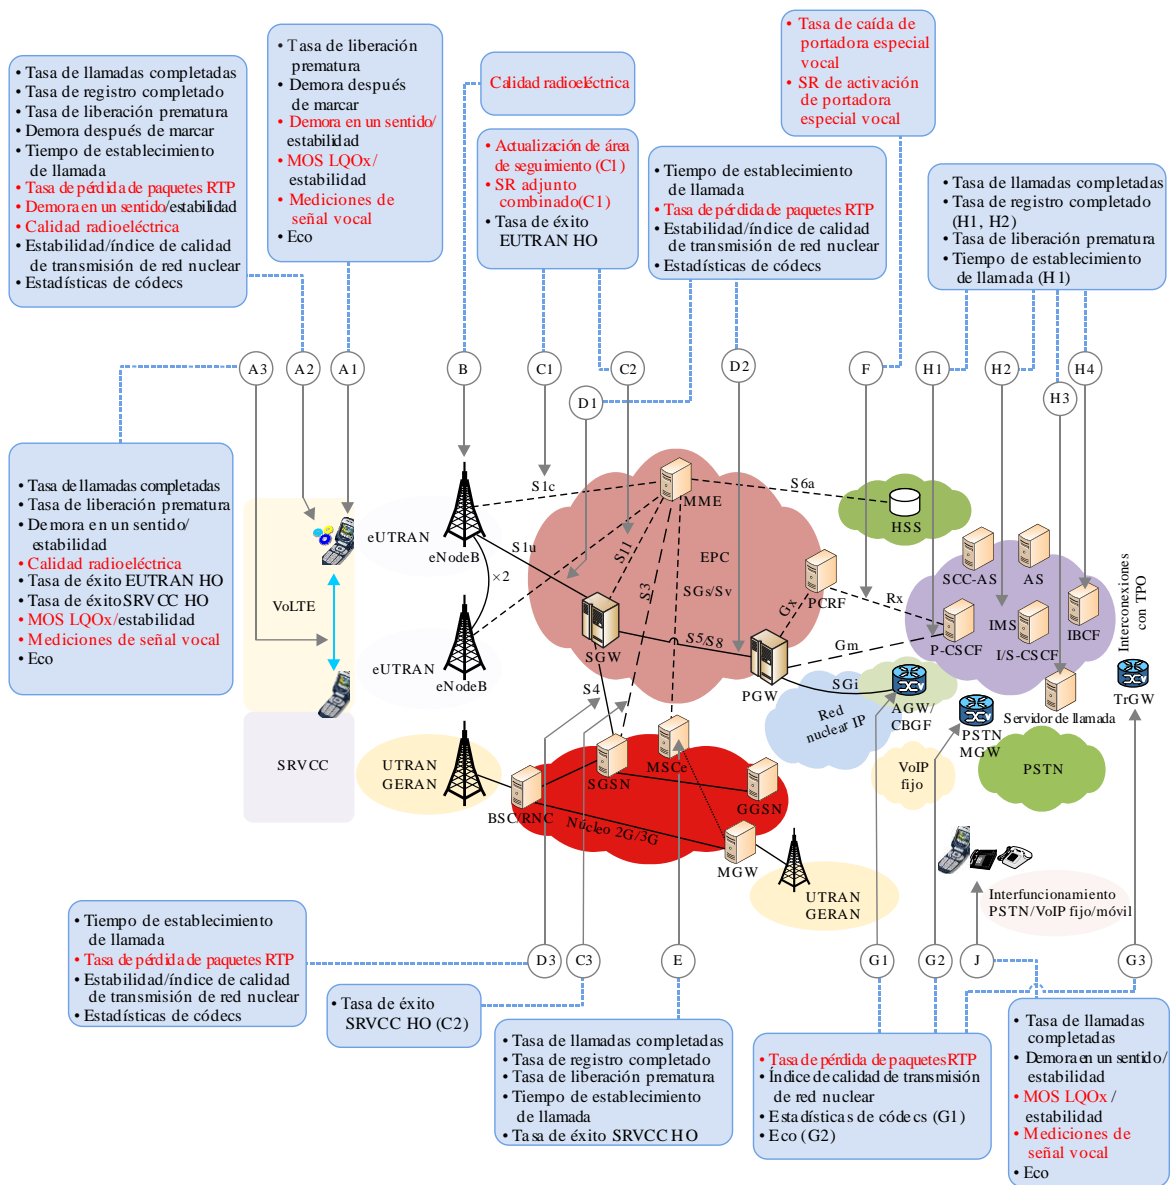 • Tasa de llamadas completadas
• Tasa de registro completado
• Tasa de liberación prematura
• Demora después de marcar
• Tiempo de establecimiento
de llamada
• Tasa de pérdida de paquetes RTP
• Demora en un sentido/estabilidad
• Calidad radioeléctrica
• Estabilidad/índice de calidad
de transmisión de red nuclear
• Estadísticas de códecs
• Tasa de liberación
prematura
• Demora después
de marcar
• Demora en un sentido/
estabilidad
• MOS LQOx/
estabilidad
• Mediciones de
señal vocal
• Eco
Calidad radioeléctrica
• Actualización de área
de seguimiento (C1)
• SR adjunto
combinado(C1)
• Tasa de éxito
EUTRAN HO
• Tiempo de establecimiento
de llamada
• Tasa de pérdida de paquetes RTP
• Estabilidad/índice de calidad
de transmisión de red nuclear
• Estadísticas de códecs
• Tasa de caída de
portadora especial
vocal
• SR de activación
de portadora
especial vocal
• Tasa de llamadas completadas
• Tasa de registro completado
(H1, H2)
• Tasa de liberación prematura
• Tiempo de establecimiento
de llamada (H1)
A3
A2
A1
B
C1
C2
D1
D2
F
H1
H2
H3
H4
• Tasa de llamadas completadas
• Tasa de liberación prematura
• Demora en un sentido/
estabilidad
• Calidad radioeléctrica
• Tasa de éxito EUTRAN HO
• Tasa de éxito SRVCC HO
• MOS LQOx/estabilidad
• Mediciones de señal vocal
• Eco
VoLTE
SRVCC
eUTRAN
eNodeB
×2
eUTRAN
eNodeB
UTRAN
GERAN
S1c
S1u
S11
S3
S4
MME
EPC
SGs/Sv
S6a
HSS
SGW
S5/S8
PGW
Gx
PCRF
Rx
Gm
SGi
SCC-AS
AS
IMS
P-CSCF
I/S-CSCF
IBCF
Interconexiones
con TPO
TrGW
Servidor de llamada
AGW/
CBGF
Red
nuclear IP
PSTN
MGW
VoIP
fijo
PSTN
BSC/RNC
SGSN
MSCe
GGSN
Núcleo 2G/3G
MGW
UTRAN
GERAN
Interfuncionamiento
PSTN/VoIP fijo/móvil
D3
C3
E
G1
G2
J
G3
• Tiempo de establecimiento
de llamada
• Tasa de pérdida de paquetes RTP
• Estabilidad/índice de calidad
de transmisión de red nuclear
• Estadísticas de códecs
• Tasa de éxito
SRVCC HO (C2)
• Tasa de llamadas completadas
• Tasa de registro completado
• Tasa de liberación prematura
• Tiempo de establecimiento
de llamada
• Tasa de éxito SRVCC HO
• Tasa de pérdida de paquetes RTP
• Índice de calidad de transmisión
de red nuclear
• Estadísticas de códecs (G1)
• Eco (G2)
• Tasa de llamadas
completadas
• Demora en un sentido/
estabilidad
• MOS LQOx /
estabilidad
• Mediciones de
señal vocal
• Eco